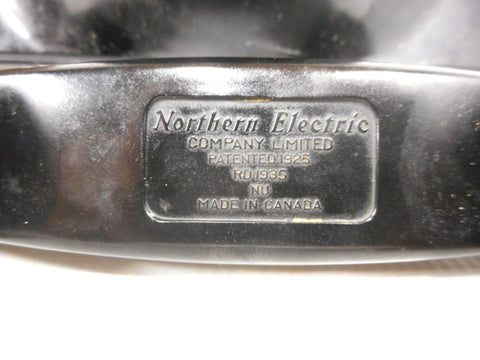 Northern Electric
COMPANY LIMITED
PATENTED 1925
RD 1935
NU
MADE IN CANADA